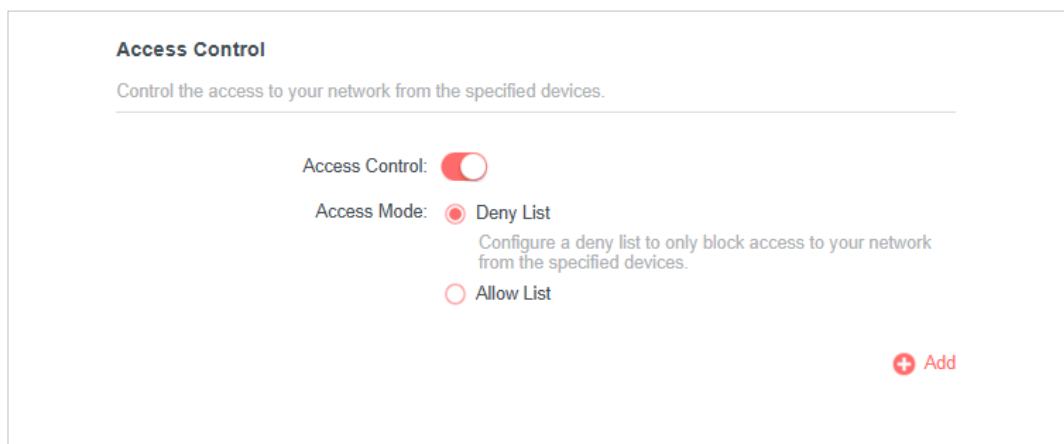 Access Control
Control the access to your network from the specified devices.
Access Control:
Access Mode: Deny List
Configure a deny list to only block access to your network
from the specified devices.
Allow List
Add